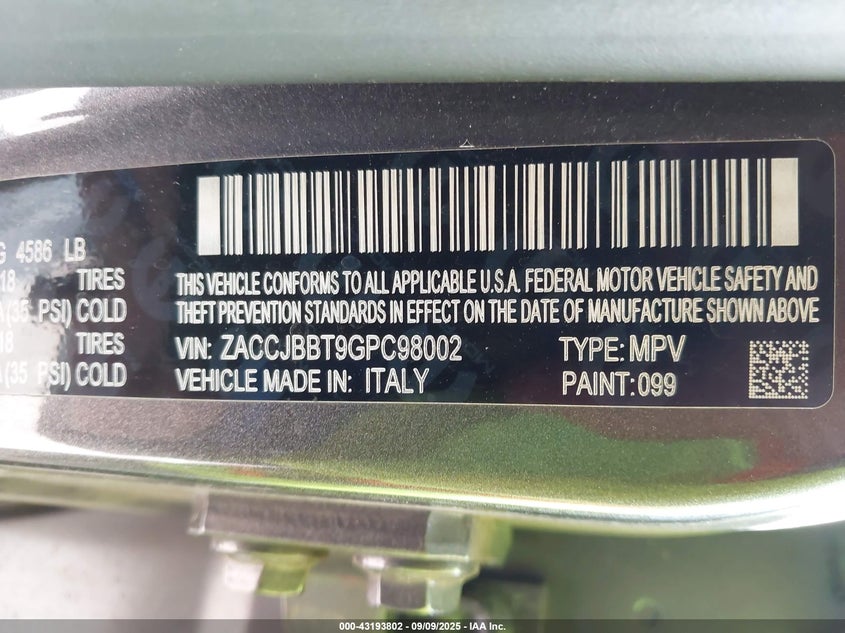 G 4586 LB
18 TIRES
(35 PSI) COLD
18 TIRES
(35 PSI) COLD
THIS VEHICLE CONFORMS TO ALL APPLICABLE U.S.A. FEDERAL MOTOR VEHICLE SAFETY AND
THEFT PREVENTION STANDARDS IN EFFECT ON THE DATE OF MANUFACTURE SHOWN ABOVE
VIN: ZACCJBBT9GPC98002 TYPE: MPV
VEHICLE MADE IN: ITALY PAINT: 099
000-43193802 - 09/09/2025 - IAA Inc.